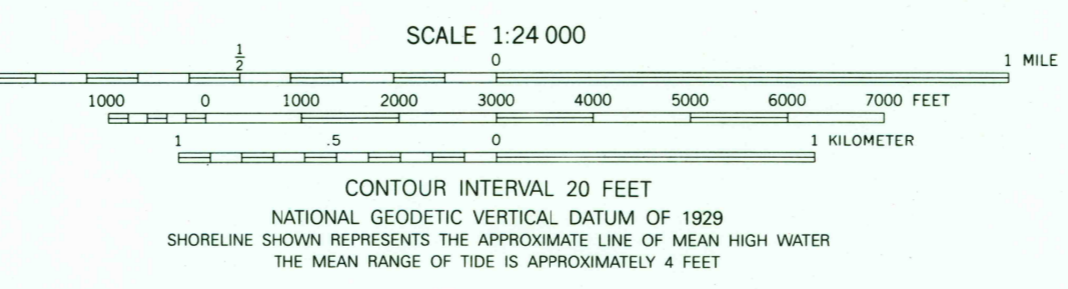 SCALE 1:24 000
1/2 0 1 MILE
1000 0 1000 2000 3000 4000 5000 6000 7000 FEET
1 .5 0 1 KILOMETER
CONTOUR INTERVAL 20 FEET
NATIONAL GEODETIC VERTICAL DATUM OF 1929
SHORELINE SHOWN REPRESENTS THE APPROXIMATE LINE OF MEAN HIGH WATER
THE MEAN RANGE OF TIDE IS APPROXIMATELY 4 FEET